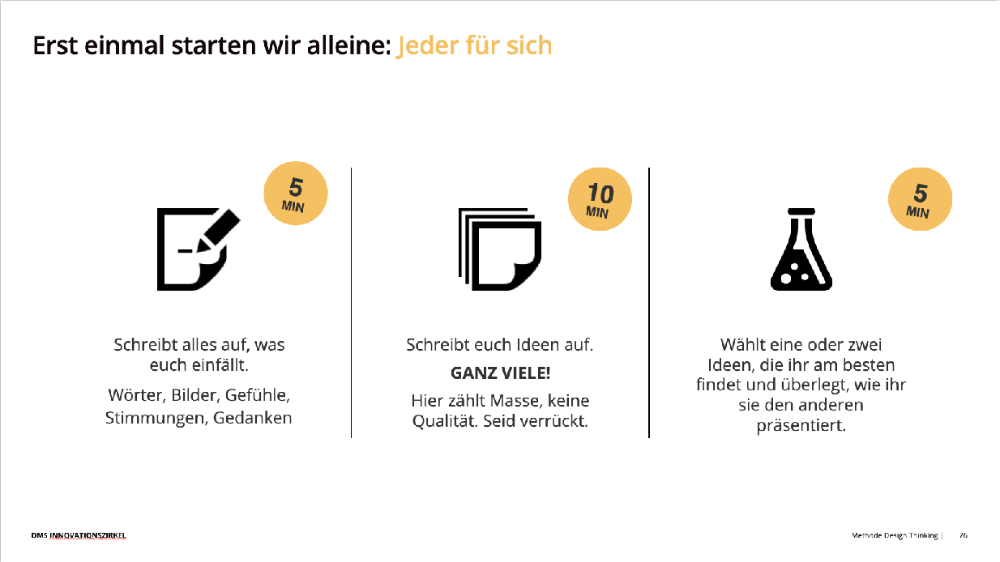 Erst einmal starten wir alleine: Jeder für sich
5
MIN
Schreibt alles auf, was
euch einfällt.
Wörter, Bilder, Gefühle,
Stimmungen, Gedanken
10
MIN
Schreibt euch Ideen auf.
GANZ VIELE!
Hier zählt Masse, keine
Qualität. Seid verrückt.
5
MIN
Wählt eine oder zwei
Ideen, die ihr am besten
findet und überlegt, wie ihr
sie den anderen
präsentiert.
DMS INNOVATIONSZIRKEL
Methode Design Thinking | 76